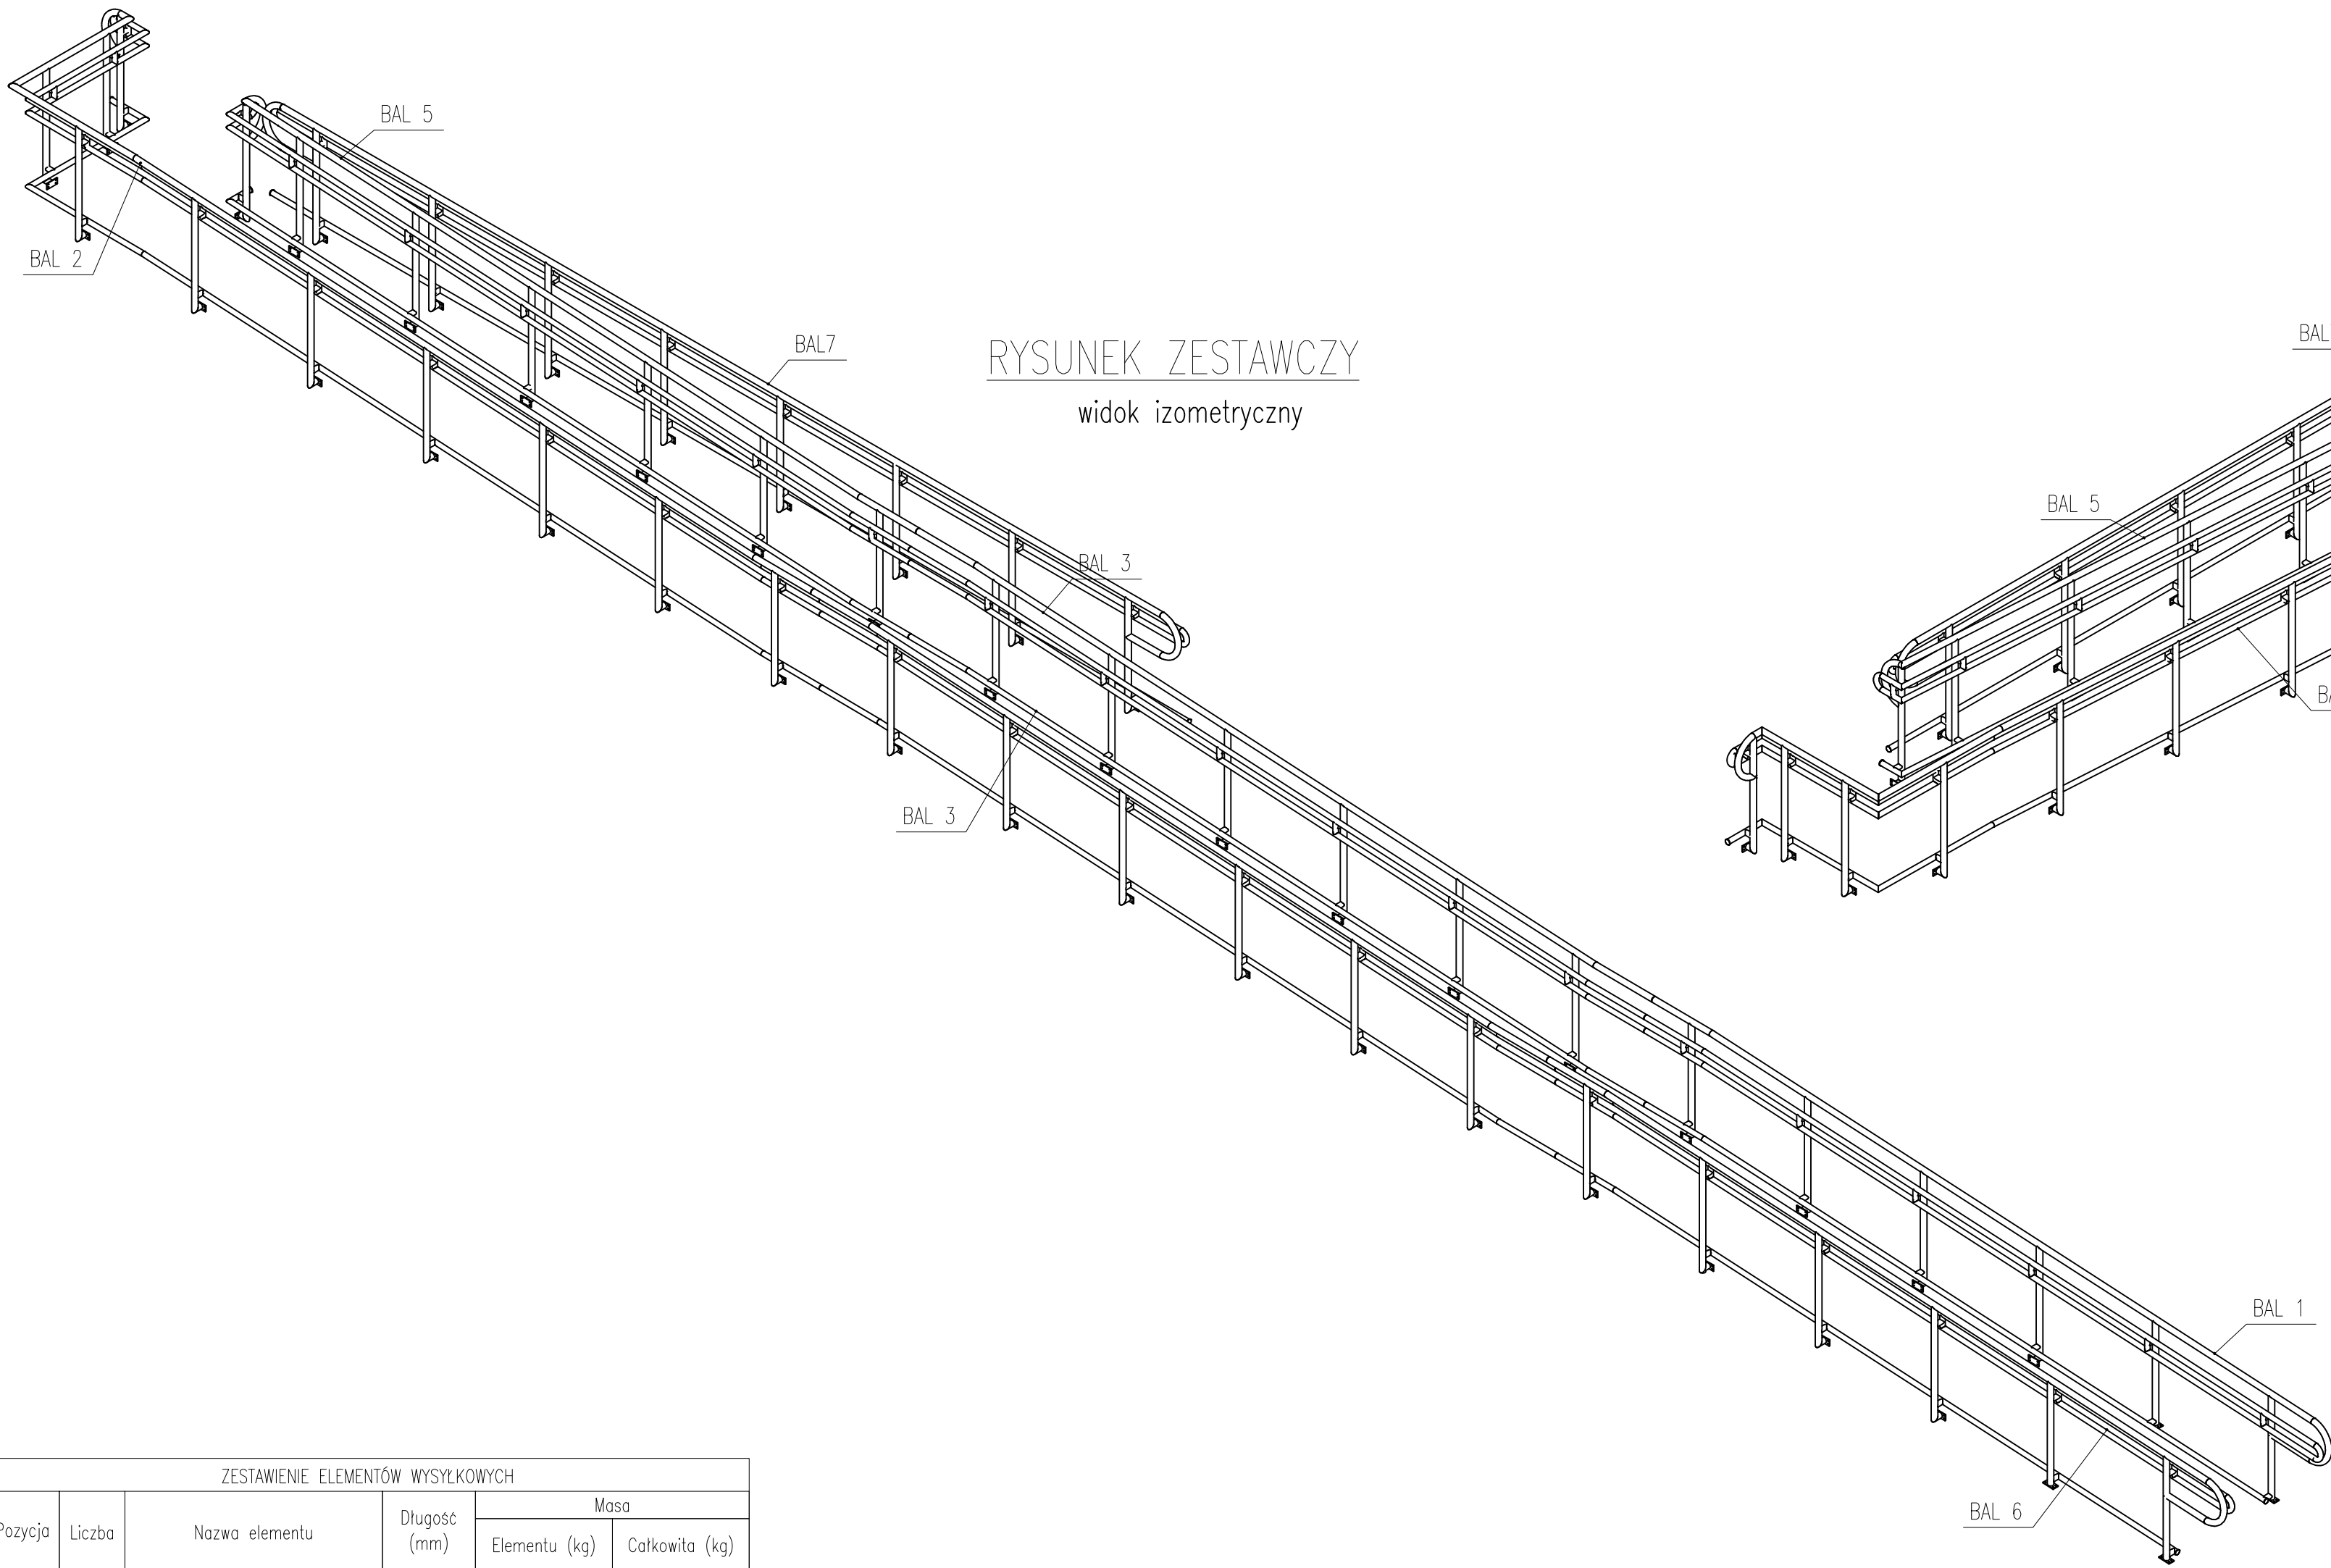 BAL 5
BAL 2
BAL7
RYSUNEK ZESTAWCZY
widok izometryczny
BAL
BAL 5
BAL 3
BA
BAL 3
BAL 1
BAL 6
ZESTAWIENIE ELEMENTÓW WYSYŁKOWYCH
Pozycja
Liczba
Nazwa elementu
Długość
(mm)
Masa
Elementu (kg)
Całkowita (kg)